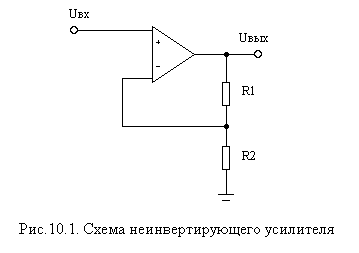 Uвх
Uвых
+
−
R1
R2
Рис.10.1. Схема неинвертирующего усилителя